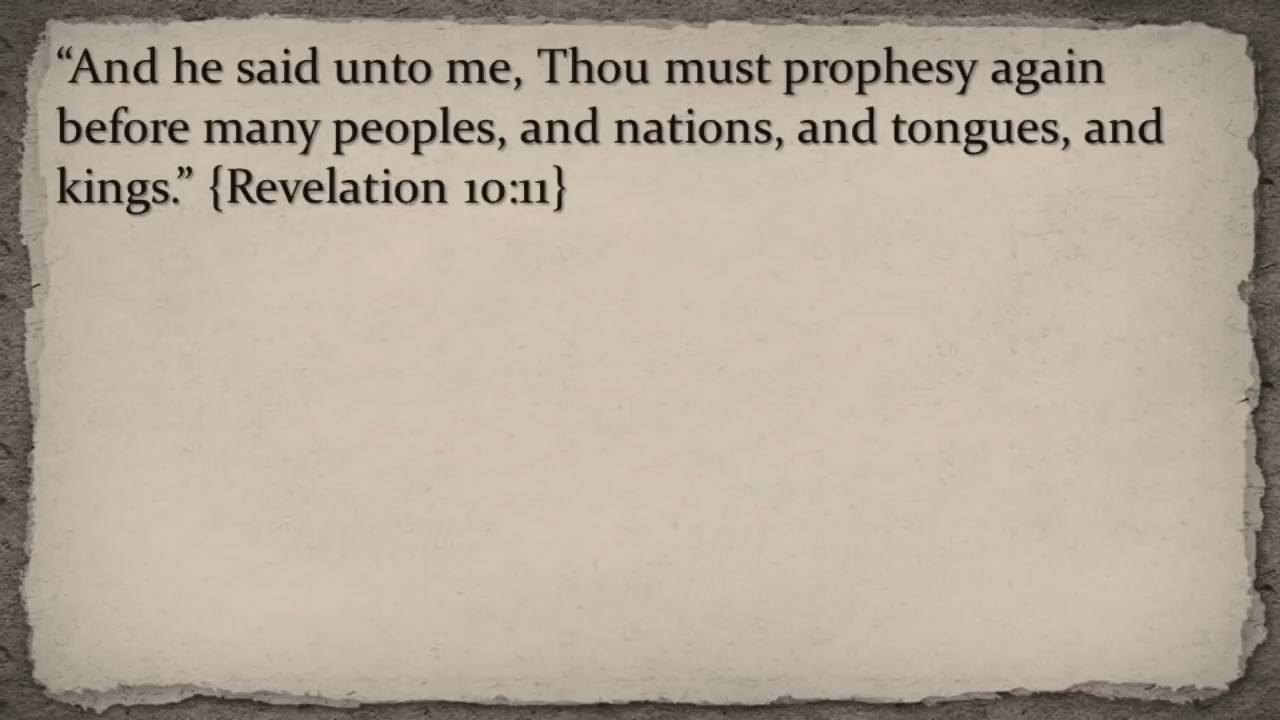 “And he said unto me, Thou must prophesy again
before many peoples, and nations, and tongues, and
kings.” {Revelation 10:11}